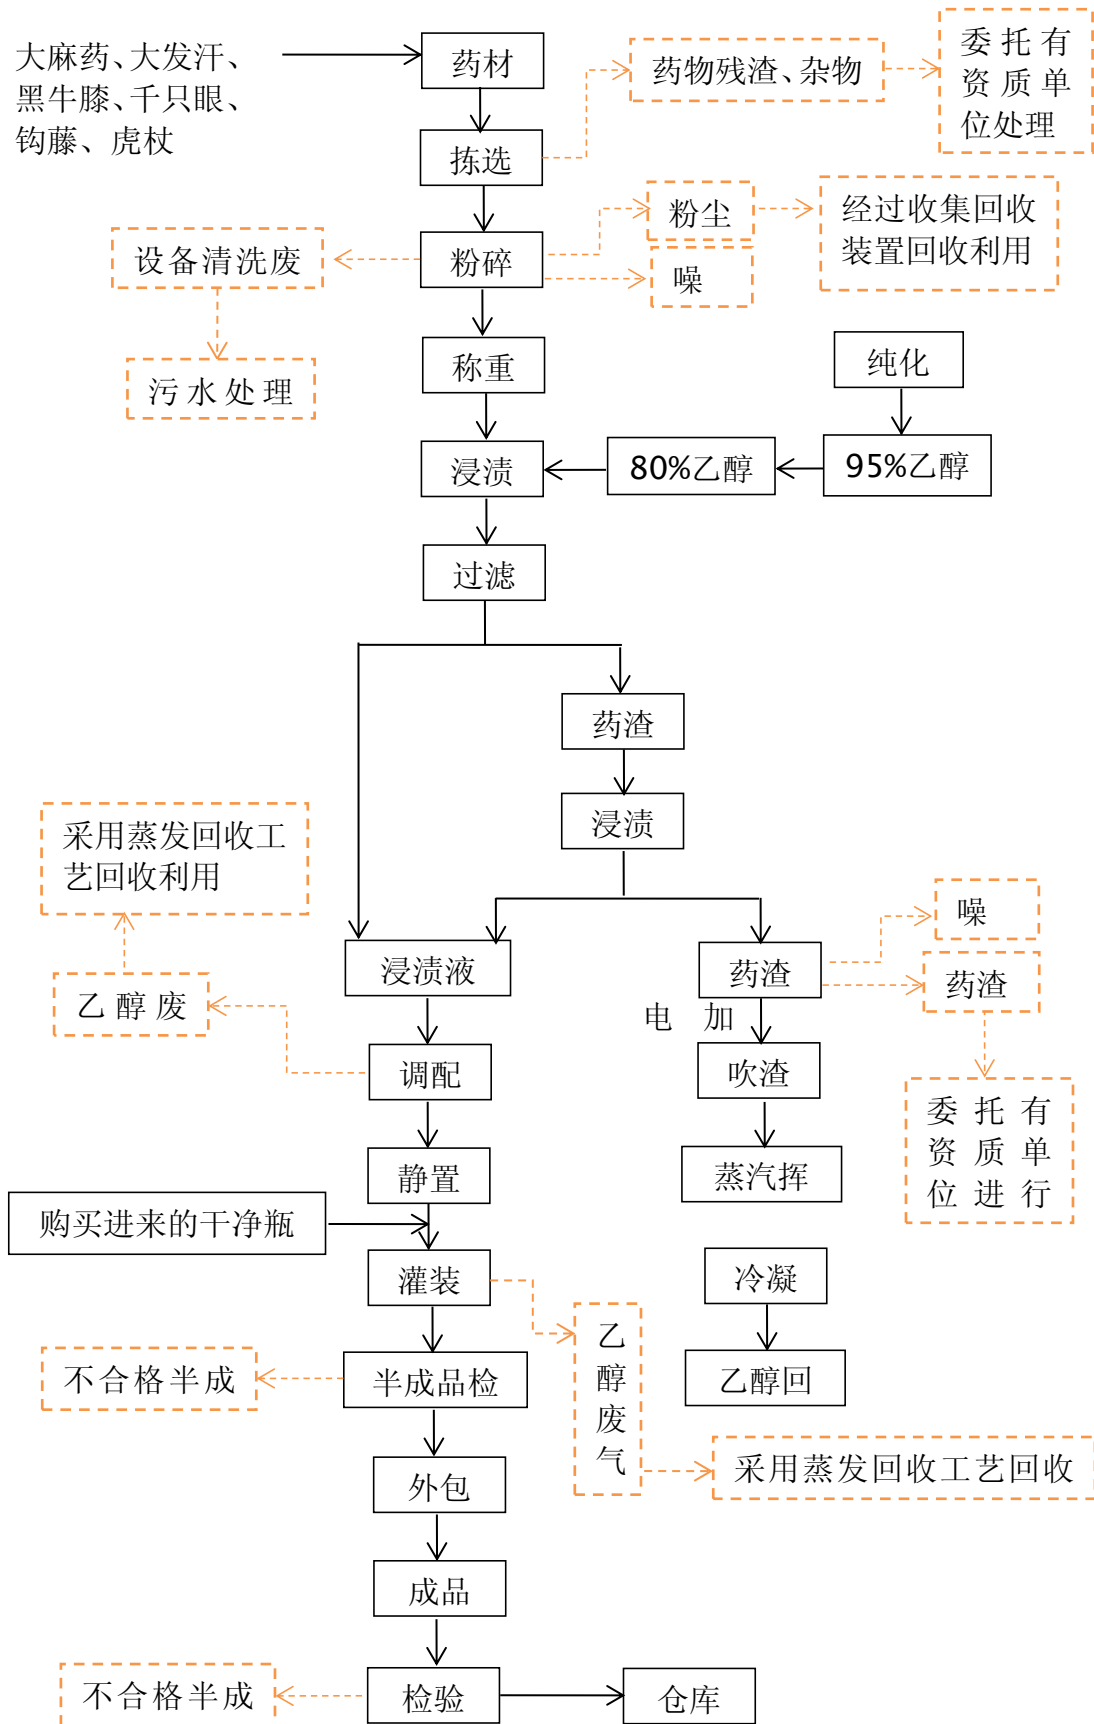 大麻药、大发汗、
黑牛膝、千只眼、
钩藤、虎杖
药材
药物残渣、杂物
委托有
资质单
位处理
拣选
粉尘
经过收集回收
装置回收利用
设备清洗废
粉碎
噪
污水处理
称重
纯化
浸渍
80%乙醇
95%乙醇
过滤
药渣
浸渍
采用蒸发回收工
艺回收利用
噪
浸渍液
药渣
药渣
乙醇废
电 加
调配
吹渣
委托有
资质单
位进行
静置
蒸汽挥
购买进来的干净瓶
灌装
冷凝
乙
醇
废
气
不合格半成
半成品检
乙醇回
采用蒸发回收工艺回收
外包
成品
不合格半成
检验
仓库